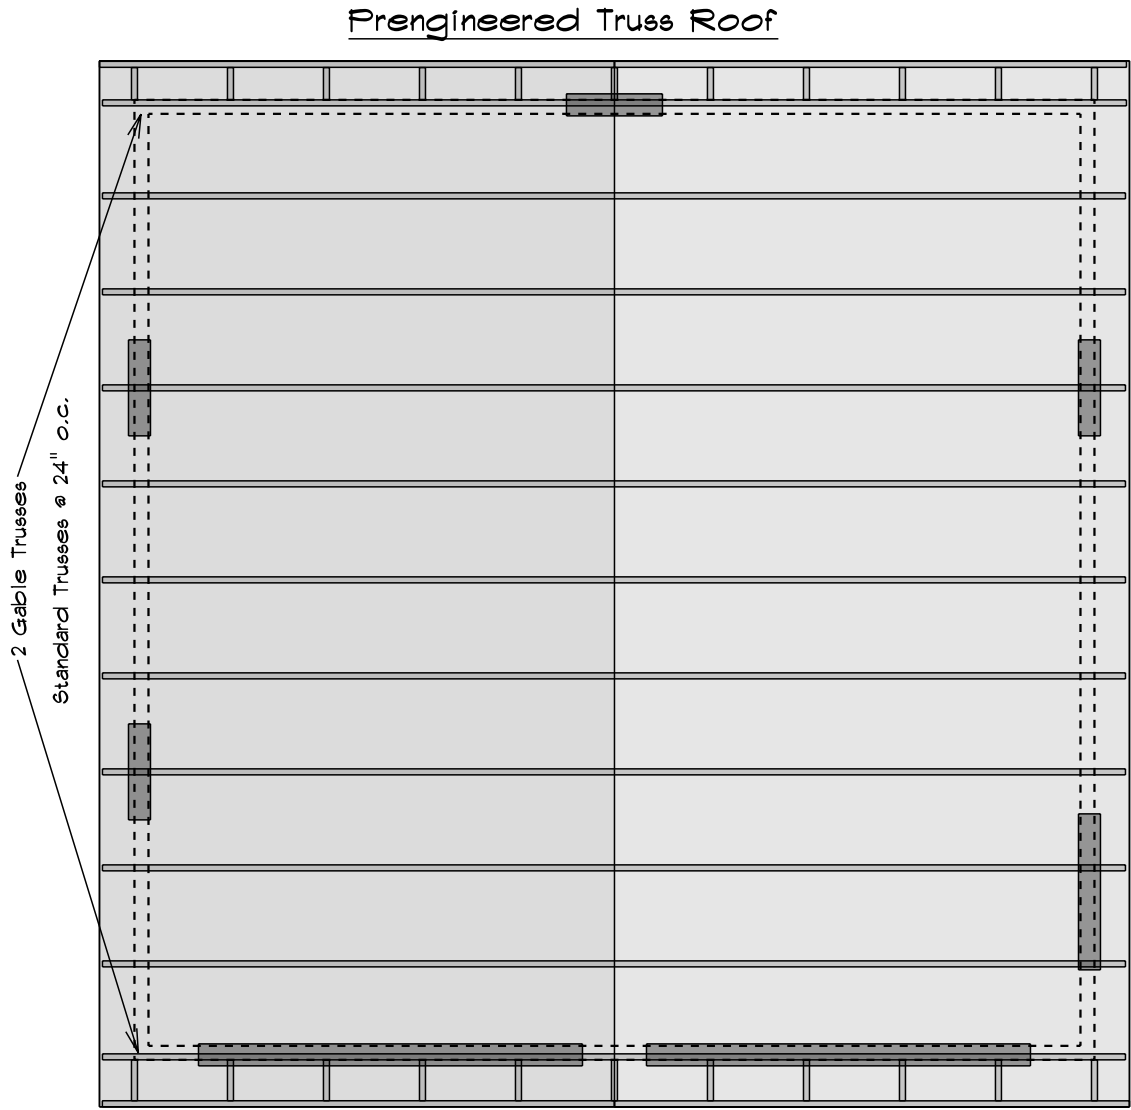 Prengineered Truss Roof
2 Gable Trusses
Standard Trusses @ 24" o.c.